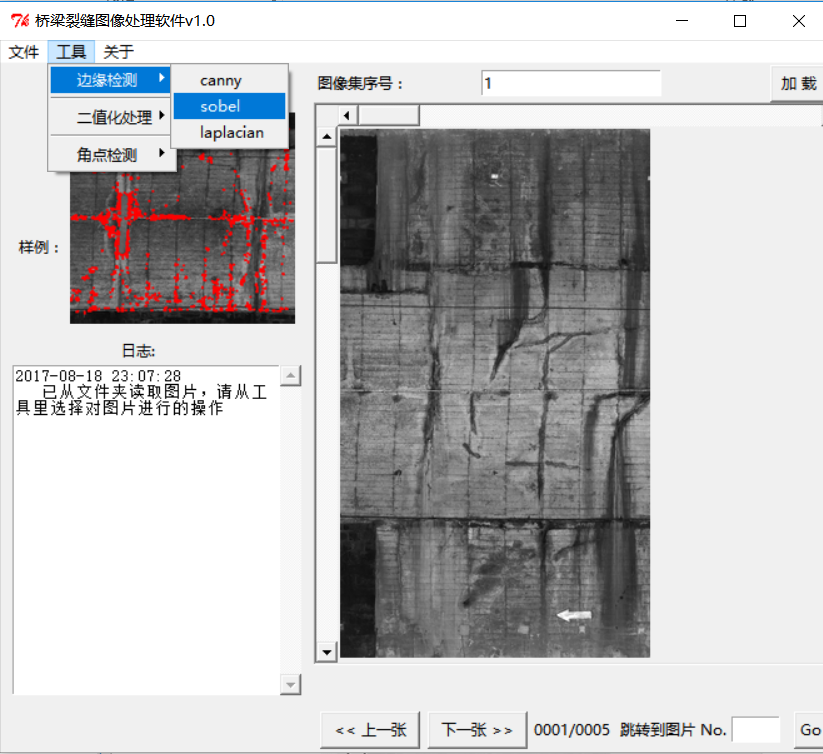 桥梁裂缝图像处理软件v1.0
文件 工具 关于
边缘检测
二值化处理
角点检测
canny
sobel
laplacian
图像集序号：
1
加 载
样例：
日志:
2017-08-18 23:07:28
已从文件夹读取图片，请从工
具里选择对图片进行的操作
<< 上一张
下一张 >>
0001/0005
跳转到图片 No.
Go